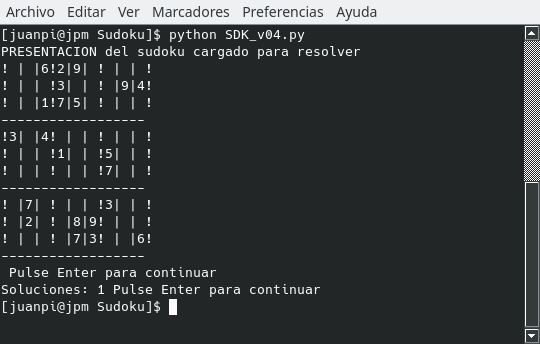 Archivo Editar Ver Marcadores Preferencias Ayuda
[juanpi@jpm Sudoku]$ python SDK_v04.py
PRESENTACION del sudoku cargado para resolver
! | |6!2|9| ! | | !
! | | !3| | ! |9|4!
! | |1!7|5| ! | | !
------------------
!3| |4! | | ! | | !
! | | !1| | !5| | !
! | | ! | | !7| | !
------------------
! |7| ! | | !3| | !
! |2| ! |8|9! | | !
! | | ! |7|3! | |6!
------------------
 Pulse Enter para continuar
Soluciones: 1 Pulse Enter para continuar
[juanpi@jpm Sudoku]$